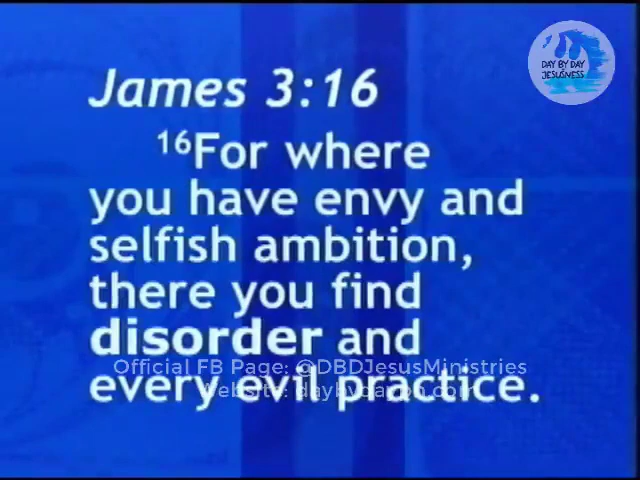 DAY BY DAY
JESUSNESS
James 3:16
¹⁶For where
you have envy and
selfish ambition,
there you find
disorder and
Official FB Page: @DBDJesusMinistries
every evil practice.
Website: